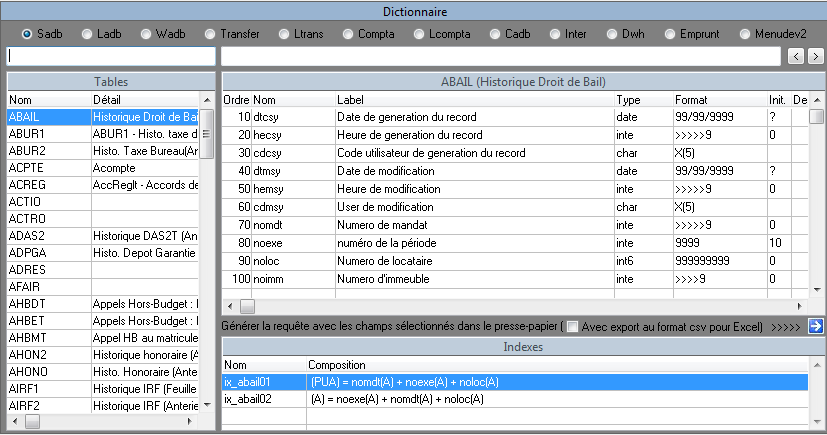 Dictionnaire
Sadb Ladb Wadb Transfer Ltrans Compta Lcompta Cadb Inter Dwh Emprunt Menudev2
Tables
Nom Détail
ABAIL Historique Droit de Bai
ABUR1 ABUR1 - Histo. taxe d
ABUR2 Histo. Taxe Bureau(An
ACPTE Acompte
ACREG AccReglt - Accords de
ACTIO
ACTRO
ADAS2 Historique DAS2T (An
ADPGA Histo. Depot Garantie
ADRES
AFAIR
AHBDT Appels Hors-Budget :
AHBET Appels Hors-Budget :
AHBMT Appel HB au matricule
AHON2 Historique honoraire (A
AHONO Histo. Honoraire (Ante
AIRF1 Historique IRF (Feuille
AIRF2 Historique IRF (Anterie
ABAIL (Historique Droit de Bail)
Ordre Nom Label Type Format Init. De
10 dtcsy Date de generation du record date 99/99/9999 ?
20 hecsy Heure de generation du record inte >>>>>9 0
30 cdcsy Code utilisateur de generation du record char X(5)
40 dtmsy Date de modification date 99/99/9999 ?
50 hemsy Heure de modification inte >>>>>9 0
60 cdmsy User de modification char X(5)
70 nomdt Numero de mandat inte >>>>>9 0
80 noexe numéro de la période inte 9999 10
90 noloc Numero de locataire int6 999999999 0
100 noimm Numero d'immeuble inte >>>>9 0
Générer la requête avec les champs sélectionnés dans le presse-papier ( Avec export au format csv pour Excel) >>>>>
Indexes
Nom Composition
ix_abail01 (PUA) = nomdt(A) + noexe(A) + noloc(A)
ix_abail02 (A) = noexe(A) + nomdt(A) + noloc(A)